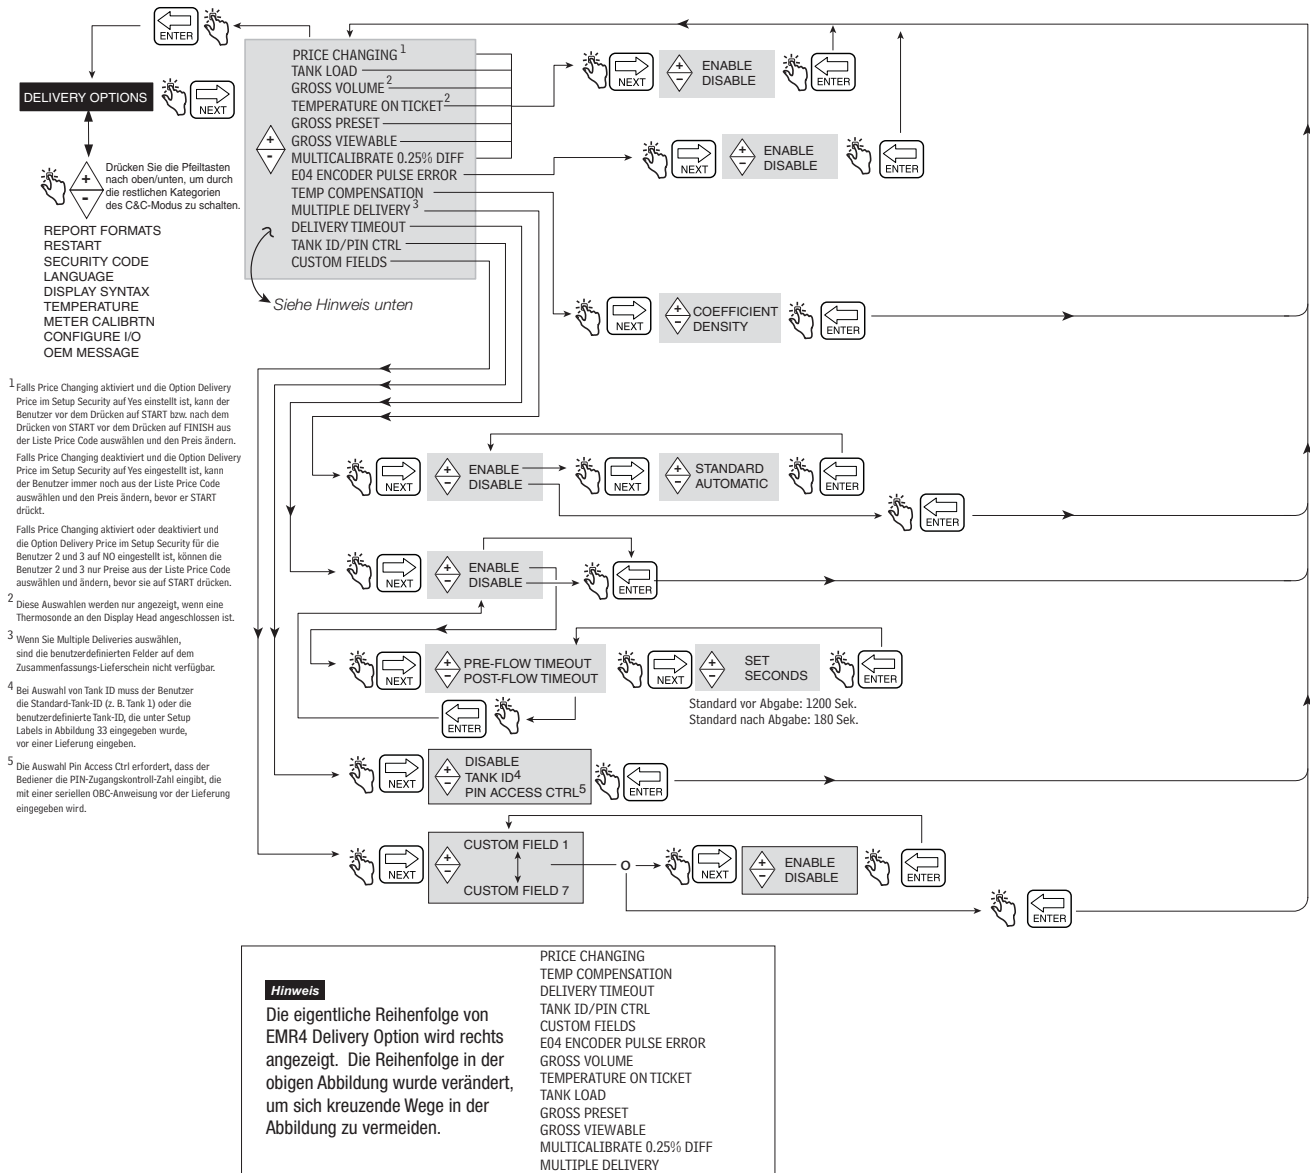 ENTER
DELIVERY OPTIONS
NEXT
Drücken Sie die Pfeiltasten
nach oben/unten, um durch
die restlichen Kategorien
des C&C-Modus zu schalten.
REPORT FORMATS
RESTART
SECURITY CODE
LANGUAGE
DISPLAY SYNTAX
TEMPERATURE
METER CALIBRTN
CONFIGURE I/O
OEM MESSAGE
PRICE CHANGING 1
TANK LOAD
GROSS VOLUME 2
TEMPERATURE ON TICKET 2
GROSS PRESET
GROSS VIEWABLE
MULTICALIBRATE 0.25% DIFF
E04 ENCODER PULSE ERROR
TEMP COMPENSATION
MULTIPLE DELIVERY 3
DELIVERY TIMEOUT
TANK ID/PIN CTRL
CUSTOM FIELDS
Siehe Hinweis unten
NEXT
ENABLE
DISABLE
ENTER
NEXT
ENABLE
DISABLE
ENTER
NEXT
COEFFICIENT
DENSITY
ENTER
1 Falls Price Changing aktiviert und die Option Delivery
Price im Setup Security auf Yes einstellt ist, kann der
Benutzer vor dem Drücken auf START bzw. nach dem
Drücken von START vor dem Drücken auf FINISH aus
der Liste Price Code auswählen und den Preis ändern.
Falls Price Changing deaktiviert und die Option Delivery
Price im Setup Security auf Yes eingestellt ist, kann
der Benutzer immer noch aus der Liste Price Code
auswählen und den Preis ändern, bevor er START
drückt.
Falls Price Changing aktiviert oder deaktiviert und
die Option Delivery Price im Setup Security für die
Benutzer 2 und 3 auf NO eingestellt ist, können die
Benutzer 2 und 3 nur Preise aus der Liste Price Code
auswählen und ändern, bevor sie auf START drücken.
2 Diese Auswahlen werden nur angezeigt, wenn eine
Thermosonde an den Display Head angeschlossen ist.
3 Wenn Sie Multiple Deliveries auswählen,
sind die benutzerdefinierten Felder auf dem
Zusammenfassungs-Lieferschein nicht verfügbar.
4 Bei Auswahl von Tank ID muss der Benutzer
die Standard-Tank-ID (z. B. Tank 1) oder die
benutzerdefinierte Tank-ID, die unter Setup
Labels in Abbildung 33 eingegeben wurde,
vor einer Lieferung eingeben.
5 Die Auswahl Pin Access Ctrl erfordert, dass der
Bediener die PIN-Zugangskontroll-Zahl eingibt, die
mit einer seriellen OBC-Anweisung vor der Lieferung
eingegeben wird.
NEXT
ENABLE
DISABLE
NEXT
STANDARD
AUTOMATIC
ENTER
ENTER
NEXT
ENABLE
DISABLE
ENTER
NEXT
PRE-FLOW TIMEOUT
POST-FLOW TIMEOUT
NEXT
SET
SECONDS
ENTER
Standard vor Abgabe: 1200 Sek.
Standard nach Abgabe: 180 Sek.
ENTER
NEXT
DISABLE
TANK ID4
PIN ACCESS CTRL5
ENTER
NEXT
CUSTOM FIELD 1
CUSTOM FIELD 7
O
NEXT
ENABLE
DISABLE
ENTER
ENTER
Hinweis
Die eigentliche Reihenfolge von
EMR4 Delivery Option wird rechts
angezeigt. Die Reihenfolge in der
obigen Abbildung wurde verändert,
um sich kreuzende Wege in der
Abbildung zu vermeiden.
PRICE CHANGING
TEMP COMPENSATION
DELIVERY TIMEOUT
TANK ID/PIN CTRL
CUSTOM FIELDS
E04 ENCODER PULSE ERROR
GROSS VOLUME
TEMPERATURE ON TICKET
TANK LOAD
GROSS PRESET
GROSS VIEWABLE
MULTICALIBRATE 0.25% DIFF
MULTIPLE DELIVERY